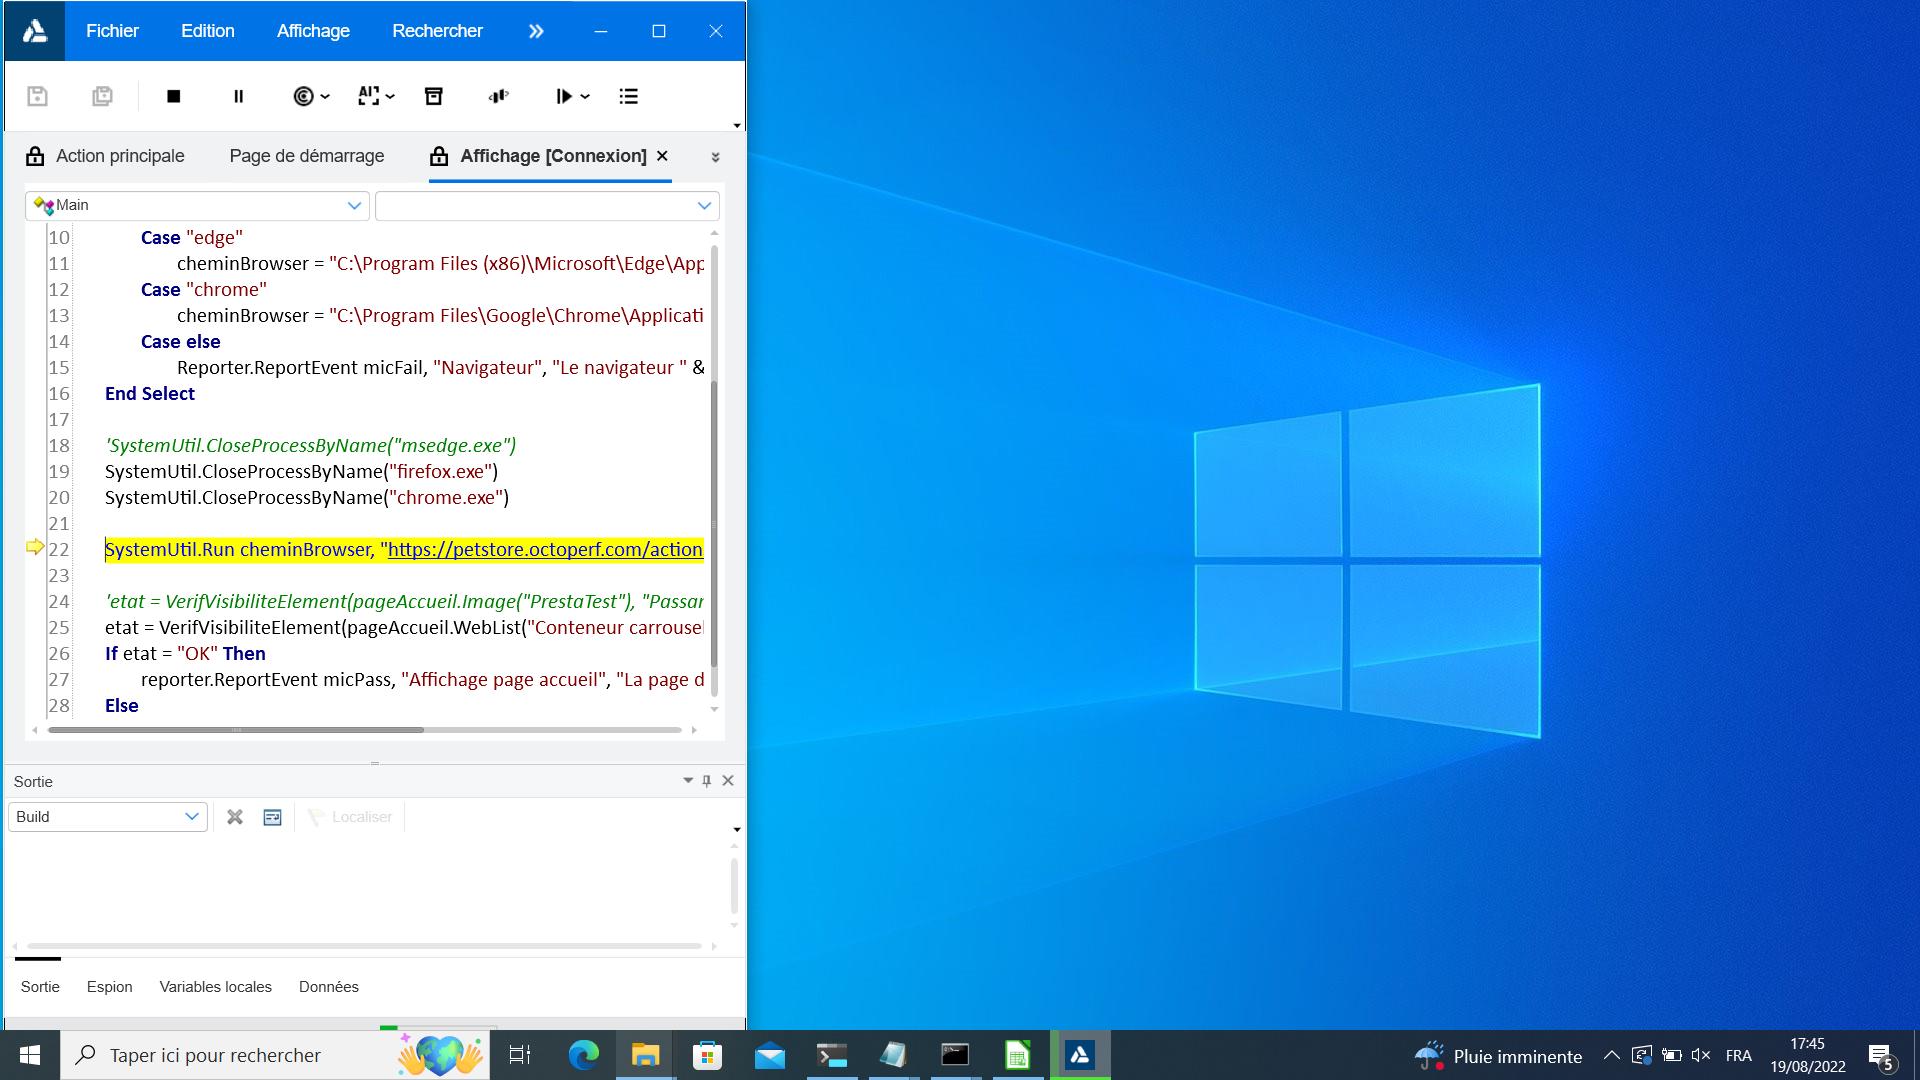 Fichier Edition Affichage Rechercher
Action principale Page de démarrage Affichage [Connexion]
Main
10 Case "edge"
11 cheminBrowser = "C:\Program Files (x86)\Microsoft\Edge\App
12 Case "chrome"
13 cheminBrowser = "C:\Program Files\Google\Chrome\Applicati
14 Case else
15 Reporter.ReportEvent micFail, "Navigateur", "Le navigateur " &
16 End Select
17
18 'SystemUtil.CloseProcessByName("msedge.exe")
19 SystemUtil.CloseProcessByName("firefox.exe")
20 SystemUtil.CloseProcessByName("chrome.exe")
21
22 SystemUtil.Run cheminBrowser, "https://petstore.octoperf.com/action
23
24 'etat = VerifVisibiliteElement(pageAccueil.Image("PrestaTest"), "Passar
25 etat = VerifVisibiliteElement(pageAccueil.WebList("Conteneur carrousel
26 If etat = "OK" Then
27 reporter.ReportEvent micPass, "Affichage page accueil", "La page d
28 Else
Sortie
Build Localiser
Sortie Espion Variables locales Données
Taper ici pour rechercher
Pluie imminente FRA 17:45
19/08/2022 5